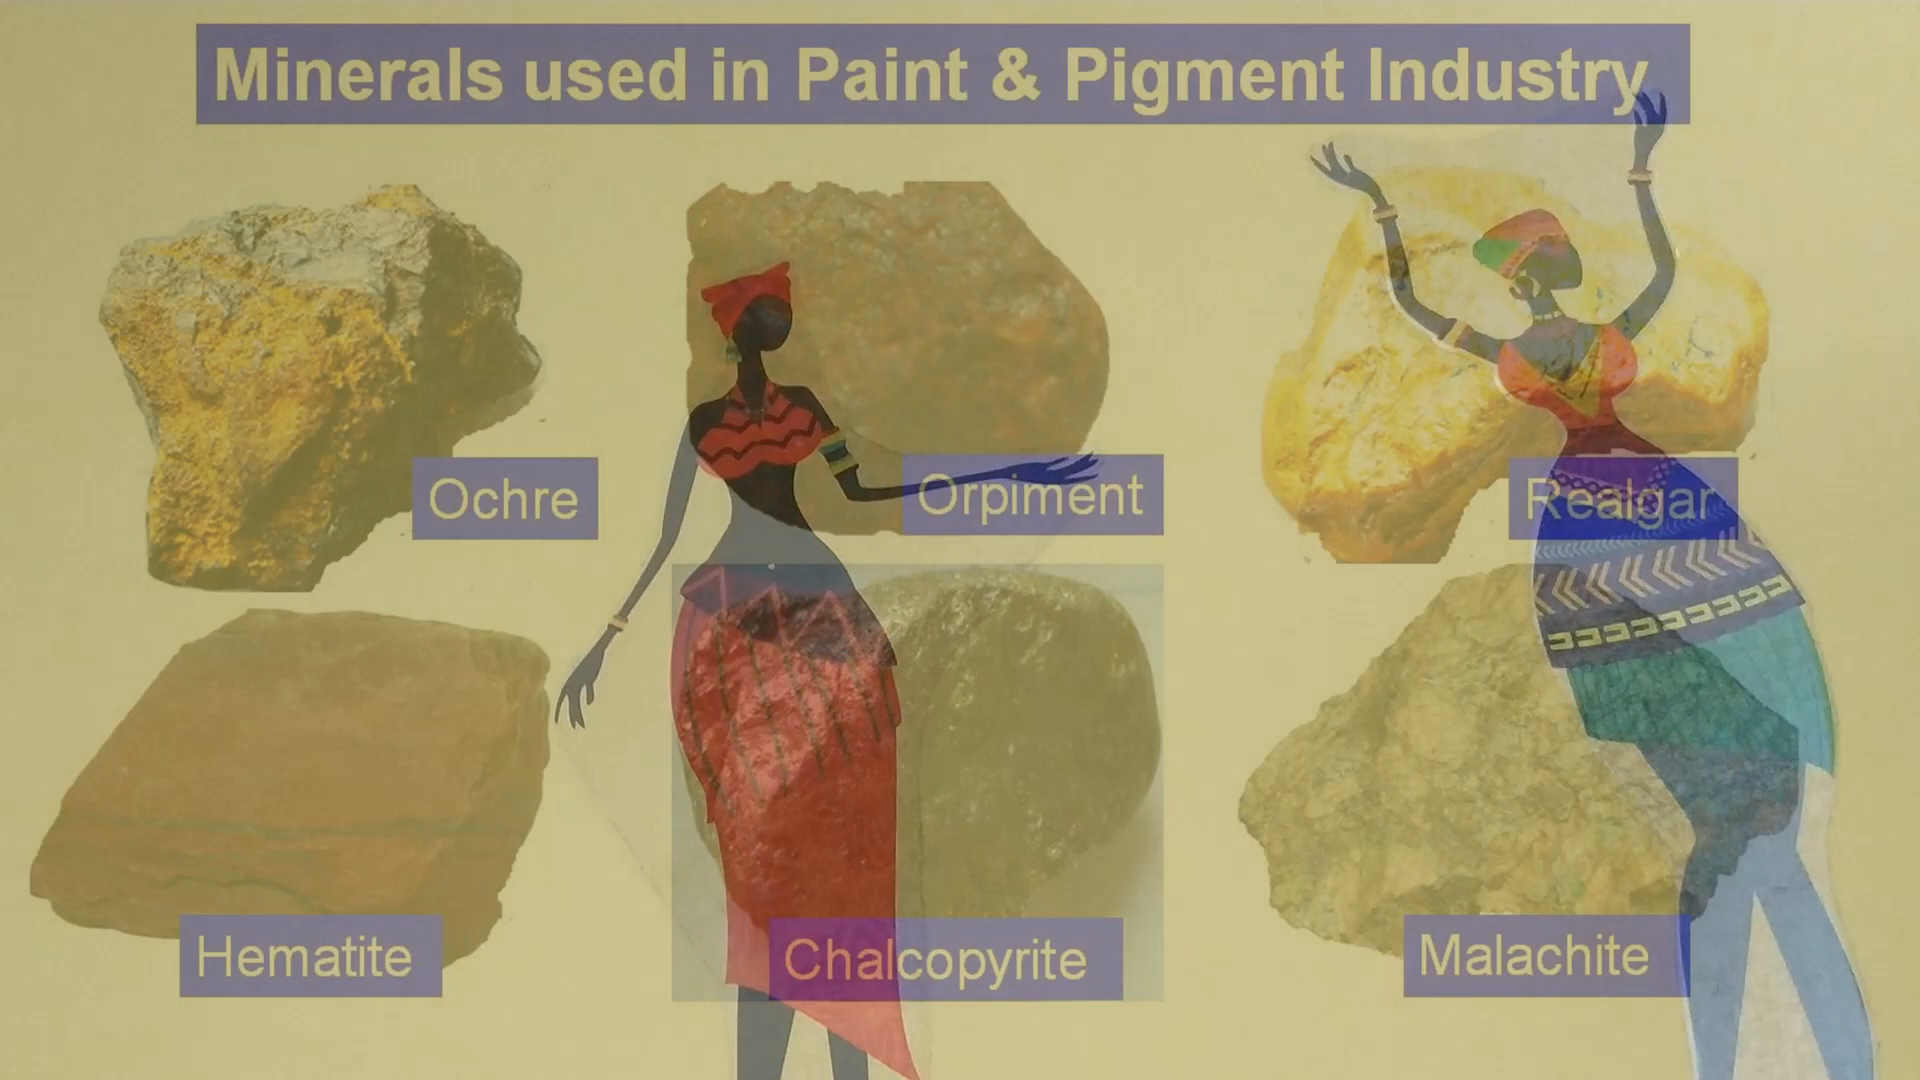 Minerals used in Paint & Pigment Industry
Ochre
Orpiment
Realgar
Hematite
Chalcopyrite
Malachite